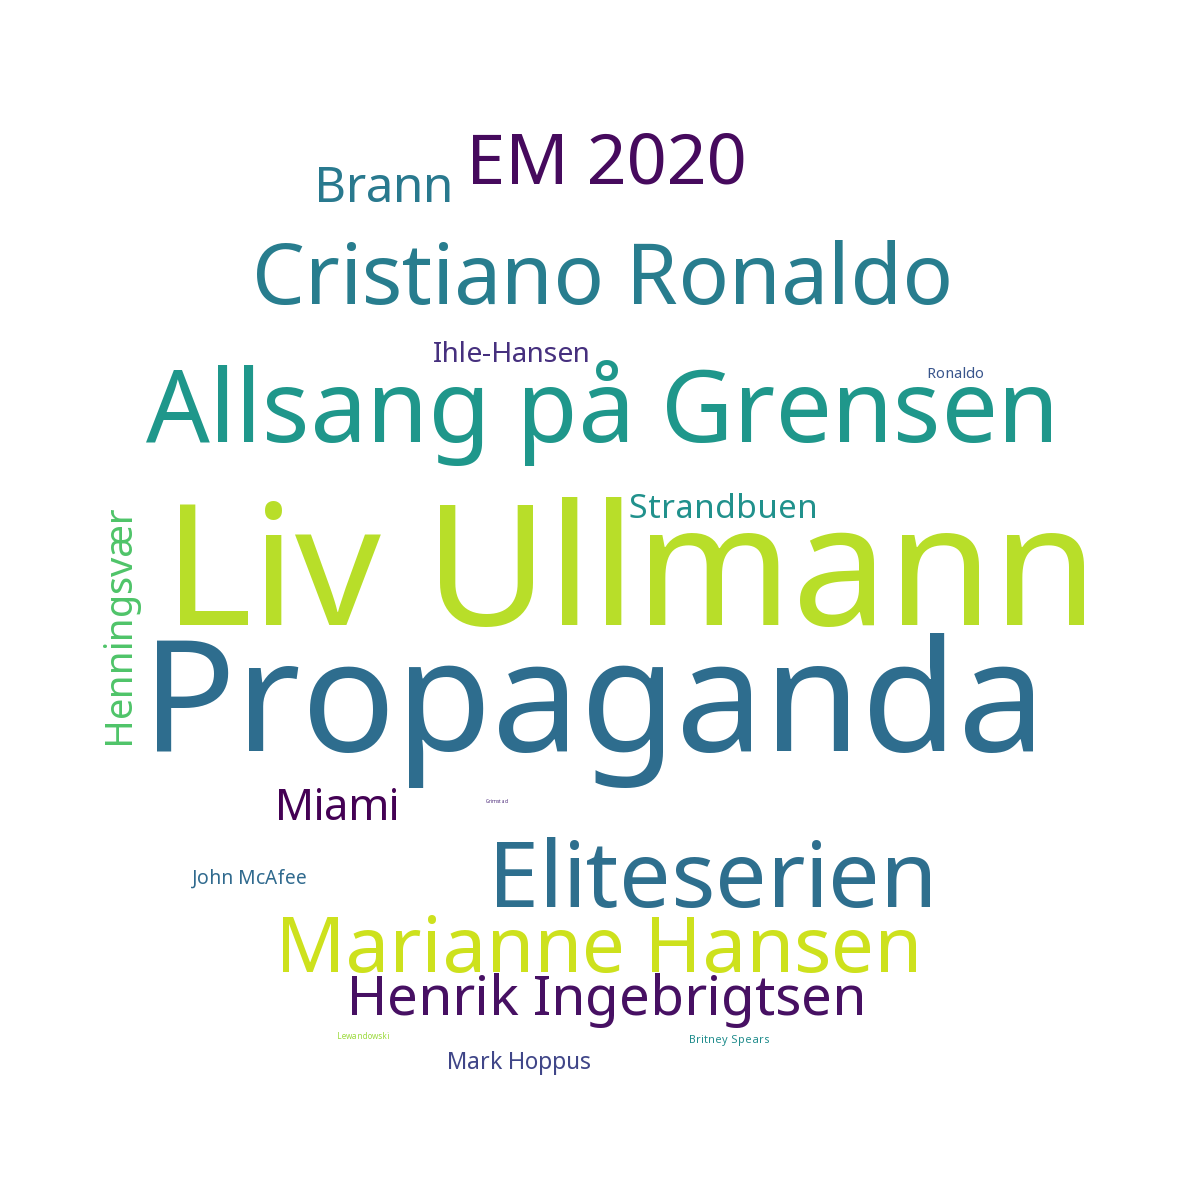 EM 2020
Brann
Cristiano Ronaldo
Ihle-Hansen
Ronaldo
Allsang på Grensen
Strandbuen
Liv Ullmann
Henningsvær
Propaganda
Miami
Grimstad
Eliteserien
John McAfee
Marianne Hansen
Henrik Ingebrigtsen
Lewandowski
Britney Spears
Mark Hoppus